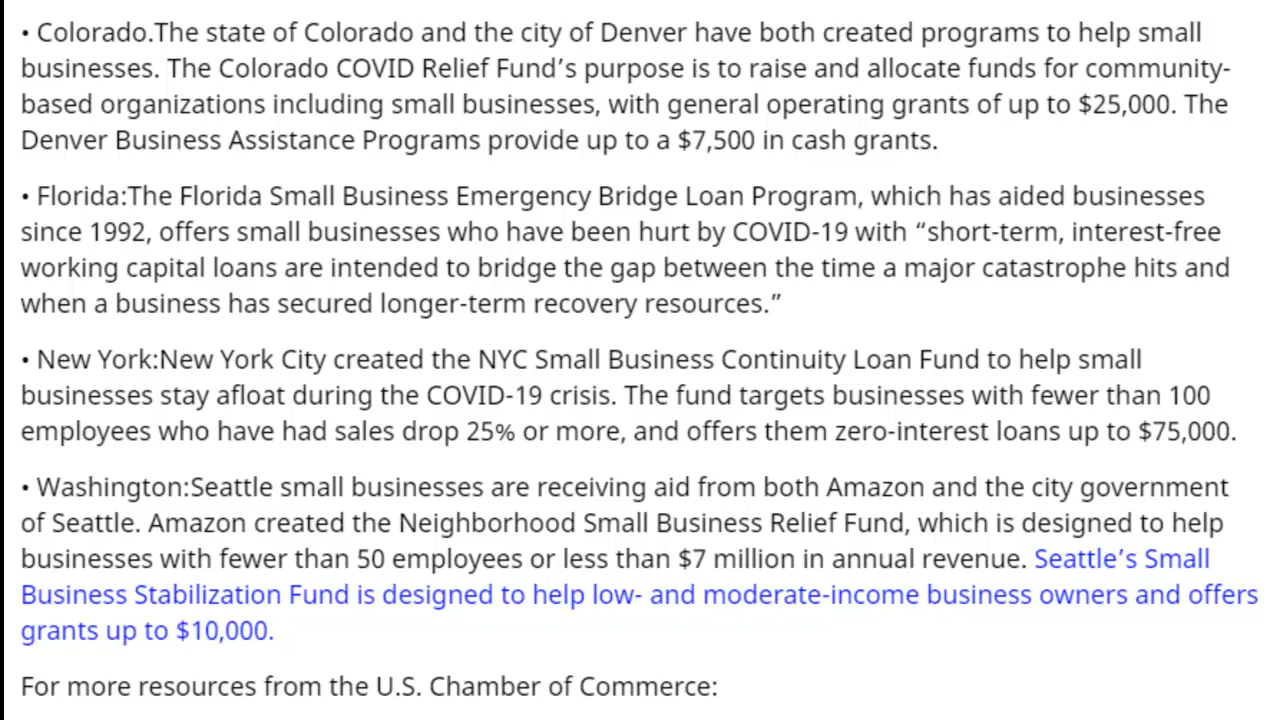 • Colorado.The state of Colorado and the city of Denver have both created programs to help small
businesses. The Colorado COVID Relief Fund’s purpose is to raise and allocate funds for community-
based organizations including small businesses, with general operating grants of up to $25,000. The
Denver Business Assistance Programs provide up to a $7,500 in cash grants.
• Florida:The Florida Small Business Emergency Bridge Loan Program, which has aided businesses
since 1992, offers small businesses who have been hurt by COVID-19 with “short-term, interest-free
working capital loans are intended to bridge the gap between the time a major catastrophe hits and
when a business has secured longer-term recovery resources.”
• New York:New York City created the NYC Small Business Continuity Loan Fund to help small
businesses stay afloat during the COVID-19 crisis. The fund targets businesses with fewer than 100
employees who have had sales drop 25% or more, and offers them zero-interest loans up to $75,000.
• Washington:Seattle small businesses are receiving aid from both Amazon and the city government
of Seattle. Amazon created the Neighborhood Small Business Relief Fund, which is designed to help
businesses with fewer than 50 employees or less than $7 million in annual revenue. Seattle’s Small
Business Stabilization Fund is designed to help low- and moderate-income business owners and offers
grants up to $10,000.
For more resources from the U.S. Chamber of Commerce: